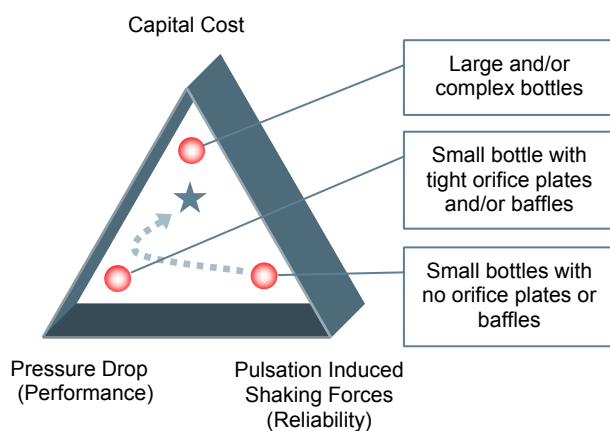 Capital Cost
Large and/or
complex bottles
Small bottle with
tight orifice plates
and/or baffles
Small bottles with
no orifice plates or
baffles
Pressure Drop
(Performance)
Pulsation Induced
Shaking Forces
(Reliability)